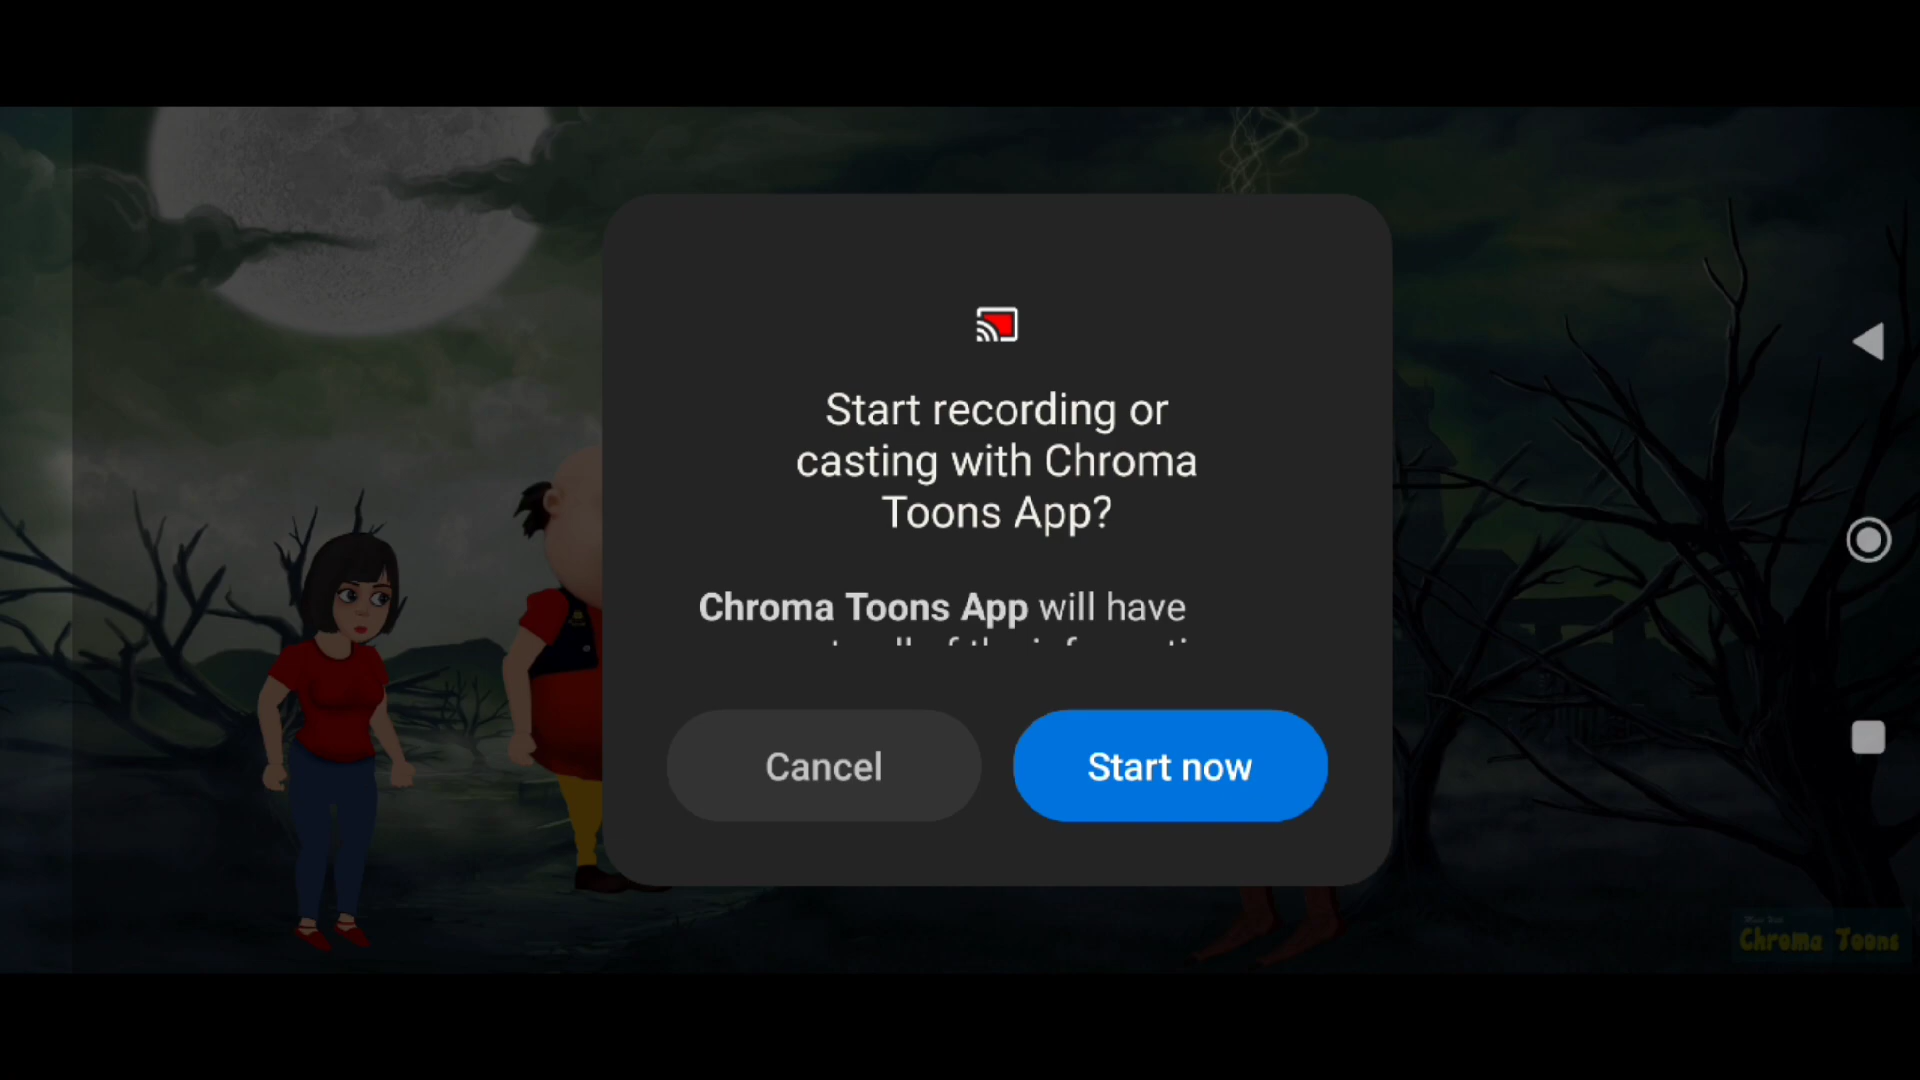 Start recording or
casting with Chroma
Toons App?
Chroma Toons App will have
Cancel
Start now
Chroma Toons